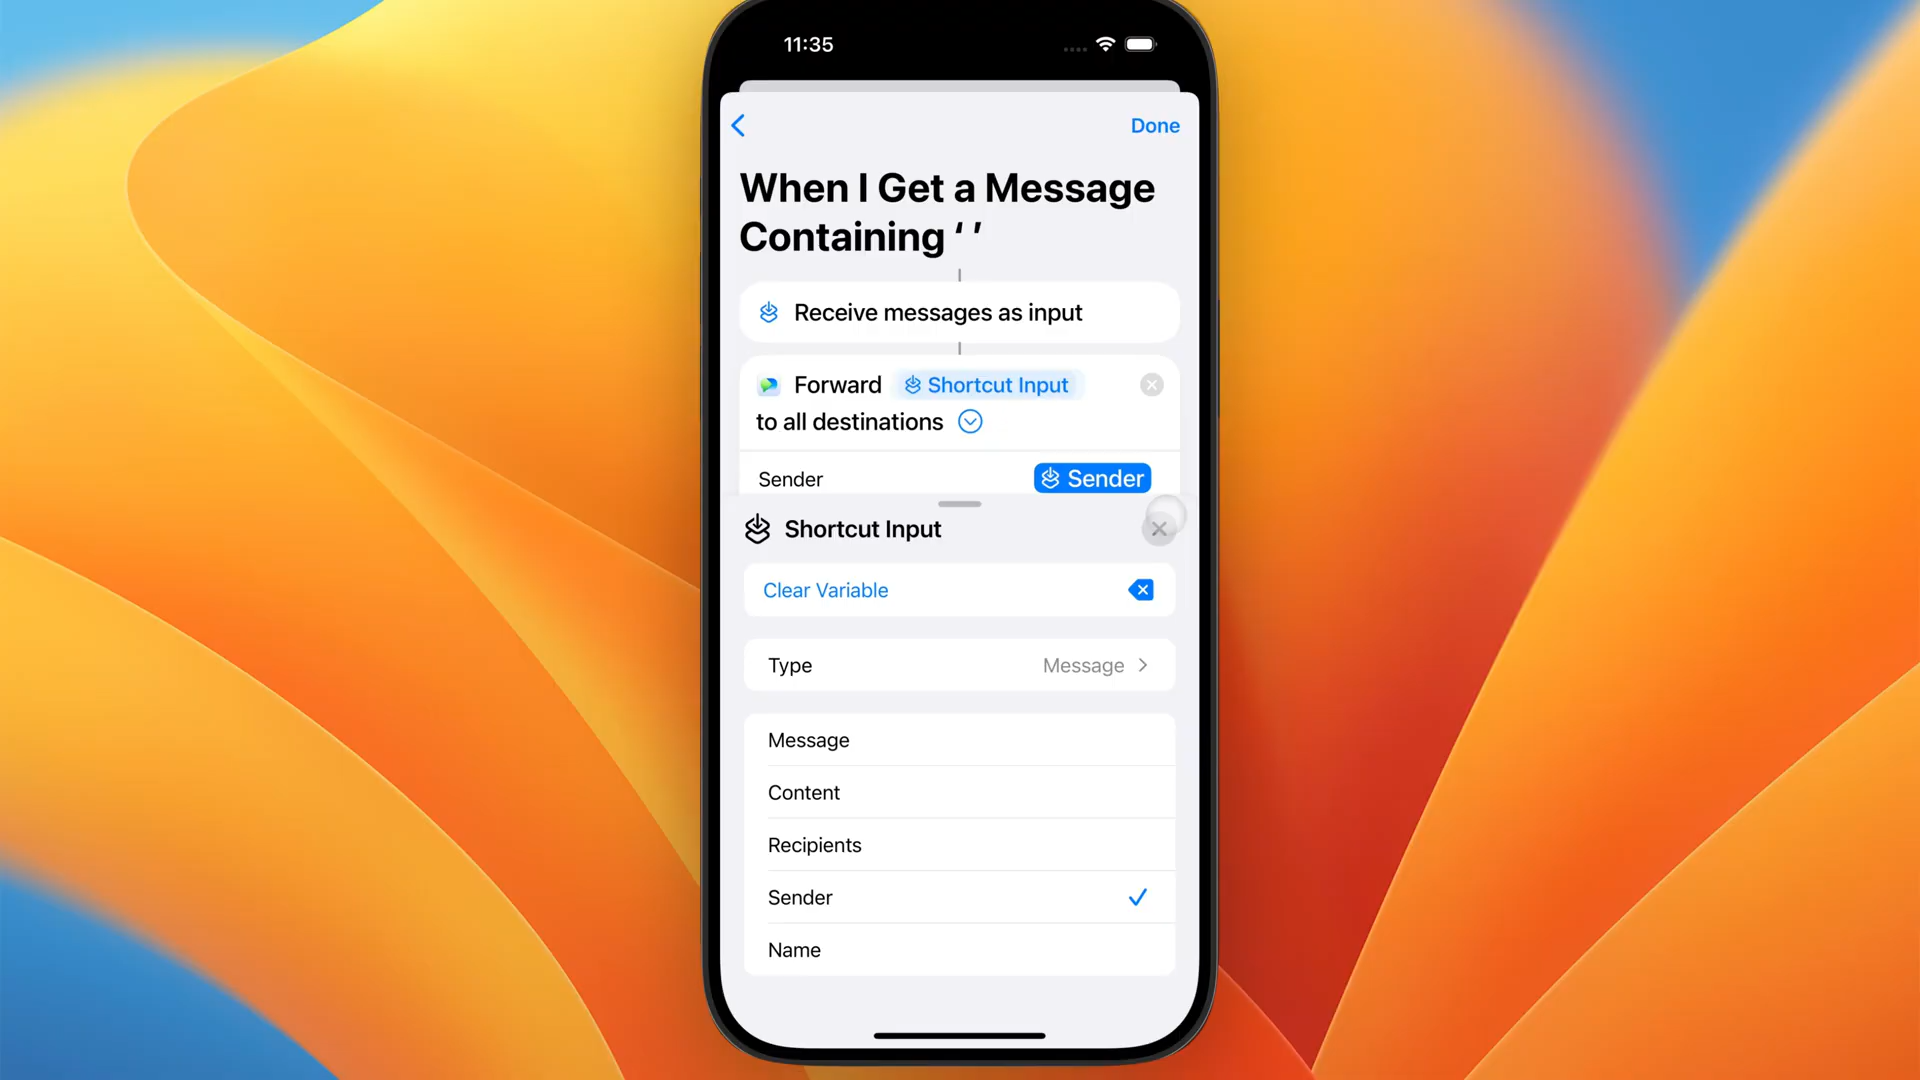 11:35
Done
When I Get a Message
Containing ‘ ’
Receive messages as input
Forward Shortcut Input
to all destinations
Sender Sender
Shortcut Input
Clear Variable
Type Message
Message
Content
Recipients
Sender
Name